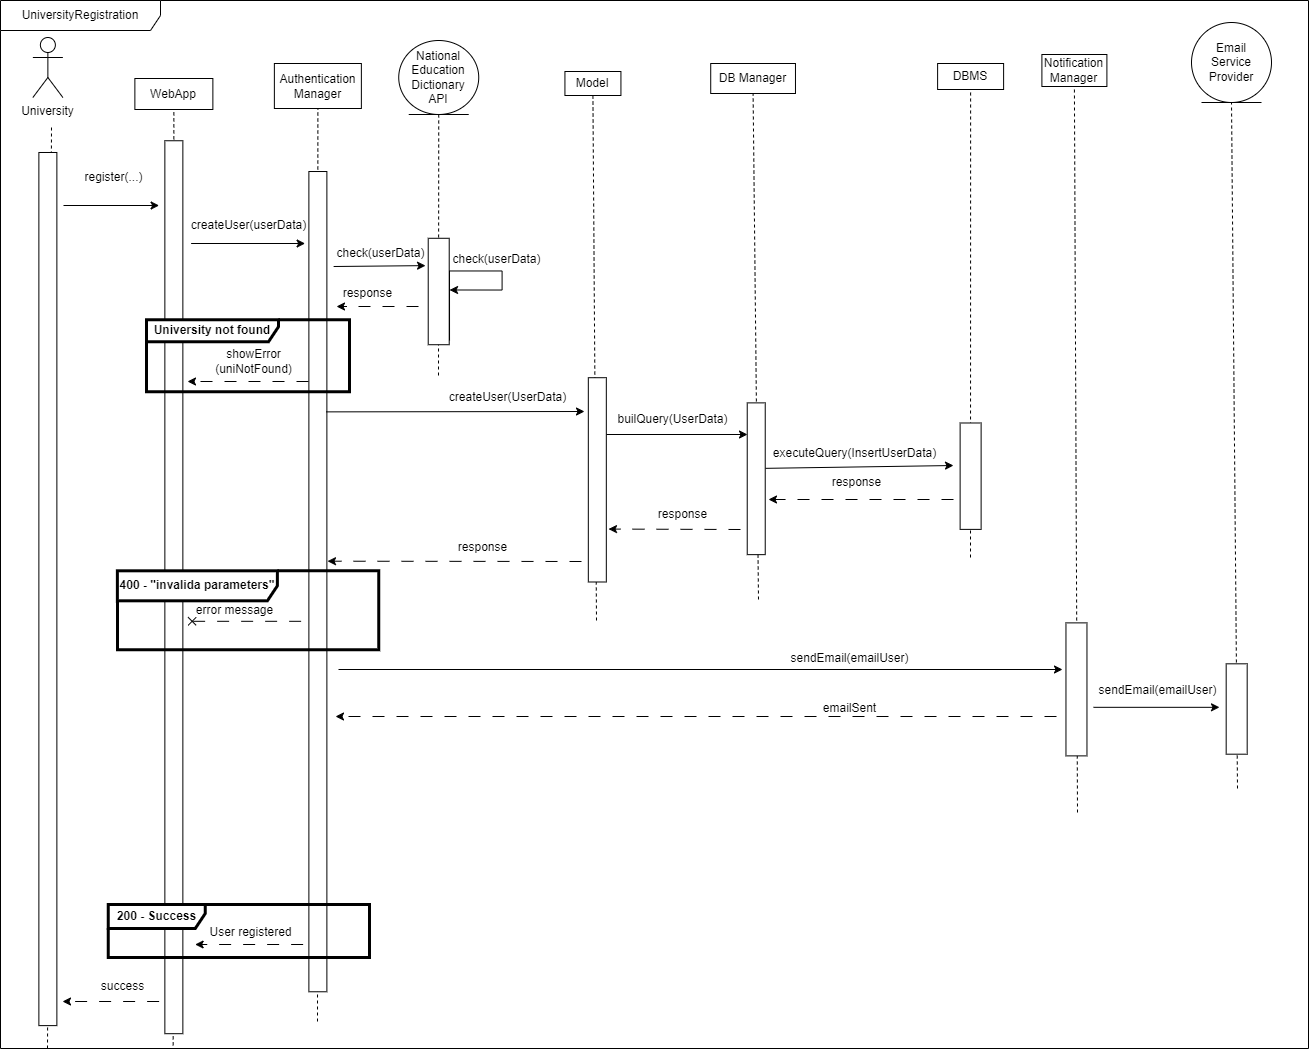 UniversityRegistration
University
WebApp
Authentication
Manager
National
Education
Dictionary
API
Model
DB Manager
DBMS
Notification
Manager
Email
Service
Provider
register(...)
createUser(userData)
check(userData)
check(userData)
response
University not found
showError
(uniNotFound)
createUser(UserData)
builQuery(UserData)
executeQuery(InsertUserData)
response
response
response
400 - "invalida parameters"
error message
sendEmail(emailUser)
sendEmail(emailUser)
emailSent
200 - Success
User registered
success